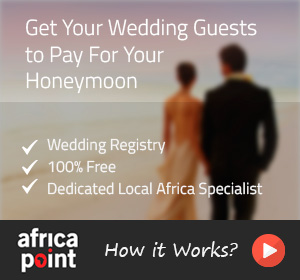 Get Your Wedding Guests
to Pay For Your
Honeymoon
Wedding Registry
100% Free
Dedicated Local Africa Specialist
africa
point
How it Works?